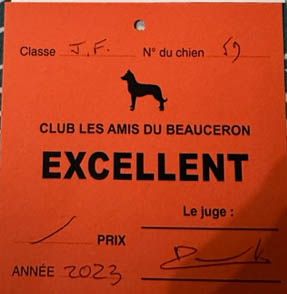 Classe J.F. N° du chien 59
CLUB LES AMIS DU BEAUCERON
EXCELLENT
Le juge :
PRIX
ANNÉE 2023